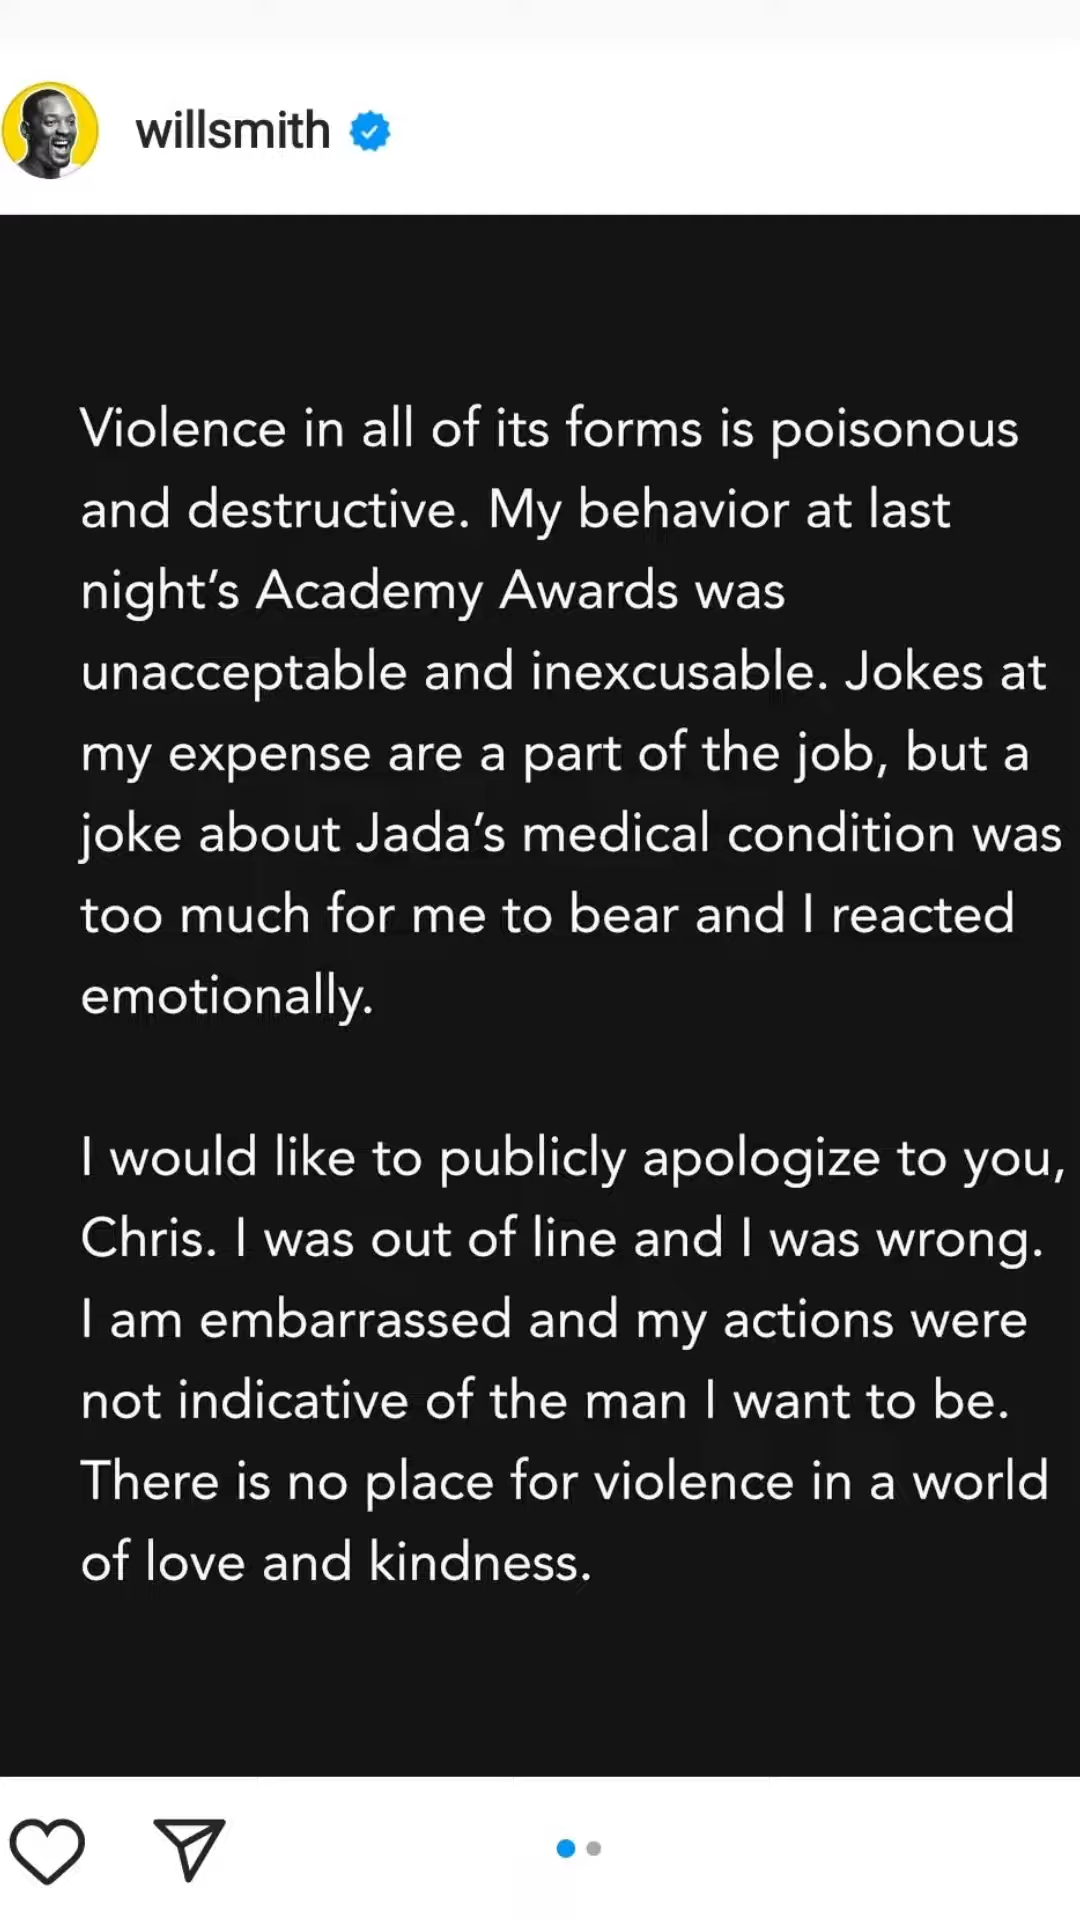 willsmith
Violence in all of its forms is poisonous
and destructive. My behavior at last
night’s Academy Awards was
unacceptable and inexcusable. Jokes at
my expense are a part of the job, but a
joke about Jada’s medical condition was
too much for me to bear and I reacted
emotionally.
I would like to publicly apologize to you,
Chris. I was out of line and I was wrong.
I am embarrassed and my actions were
not indicative of the man I want to be.
There is no place for violence in a world
of love and kindness.